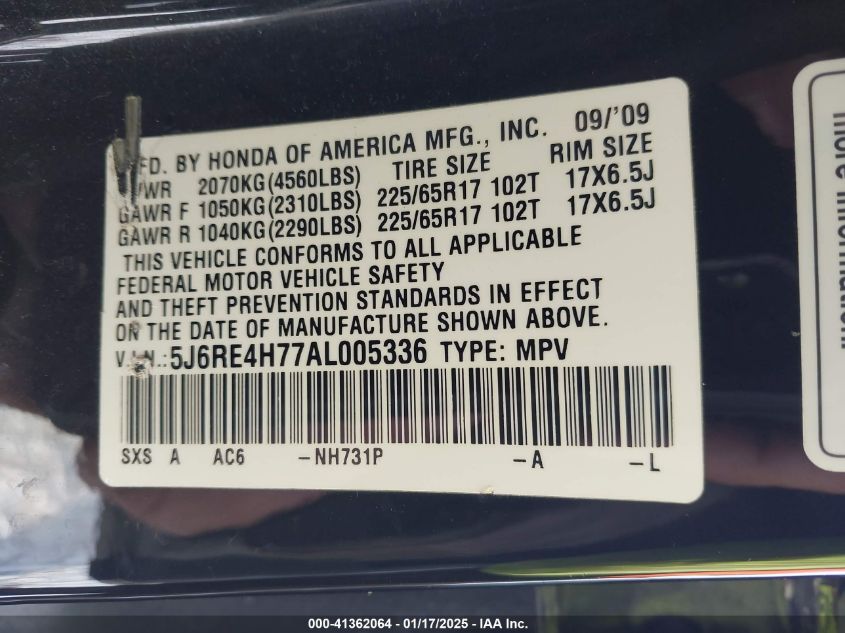 MFD. BY HONDA OF AMERICA MFG., INC. 09/'09
GVWR 2070KG(4560LBS) TIRE SIZE RIM SIZE
GAWR F 1050KG(2310LBS) 225/65R17 102T 17X6.5J
GAWR R 1040KG(2290LBS) 225/65R17 102T 17X6.5J
THIS VEHICLE CONFORMS TO ALL APPLICABLE
FEDERAL MOTOR VEHICLE SAFETY
AND THEFT PREVENTION STANDARDS IN EFFECT
ON THE DATE OF MANUFACTURE SHOWN ABOVE.
V.I.N.:5J6RE4H77AL005336 TYPE: MPV
SXS A AC6 -NH731P -A -L
more information.
000-41362064 - 01/17/2025 - IAA Inc.